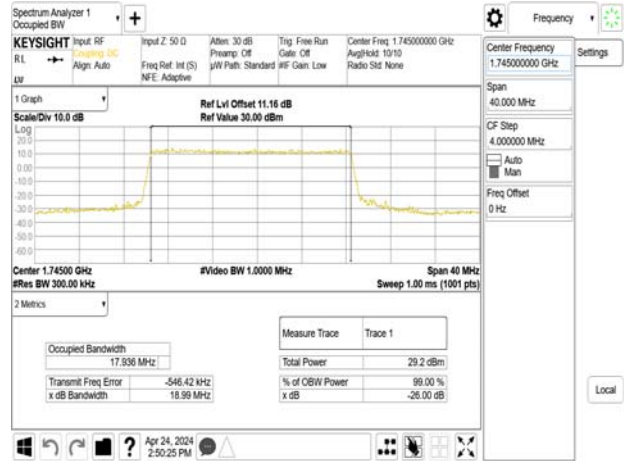 Spectrum Analyzer 1
Occupied BW
Frequency
KEYSIGHT
Input: RF
Coupling: DC
Align: Auto
Input Z: 50 Ω
Freq Ref: Int (S)
NFE: Adaptive
Atten: 30 dB
Preamp: Off
µW Path: Standard
Trig: Free Run
Gate: Off
#IF Gain: Low
Center Freq: 1.745000000 GHz
Avg|Hold: 10/10
Radio Std: None
R L
LW
Center Frequency
1.745000000 GHz
Settings
Span
40.000 MHz
CF Step
4.000000 MHz
Auto
Man
Freq Offset
0 Hz
Local
1 Graph
Scale/Div 10.0 dB
Ref Lvl Offset 11.16 dB
Ref Value 30.00 dBm
Log
20.0
10.0
0.00
-10.0
-20.0
-30.0
-40.0
-50.0
-60.0
Center 1.74500 GHz
#Res BW 300.00 kHz
#Video BW 1.0000 MHz
Span 40 MHz
Sweep 1.00 ms (1001 pts)
2 Metrics
Measure Trace Trace 1
Occupied Bandwidth
17.936 MHz
Total Power 29.2 dBm
Transmit Freq Error -546.42 kHz
% of OBW Power 99.00 %
x dB Bandwidth 18.99 MHz
x dB -26.00 dB
?
Apr 24, 2024
2:50:25 PM